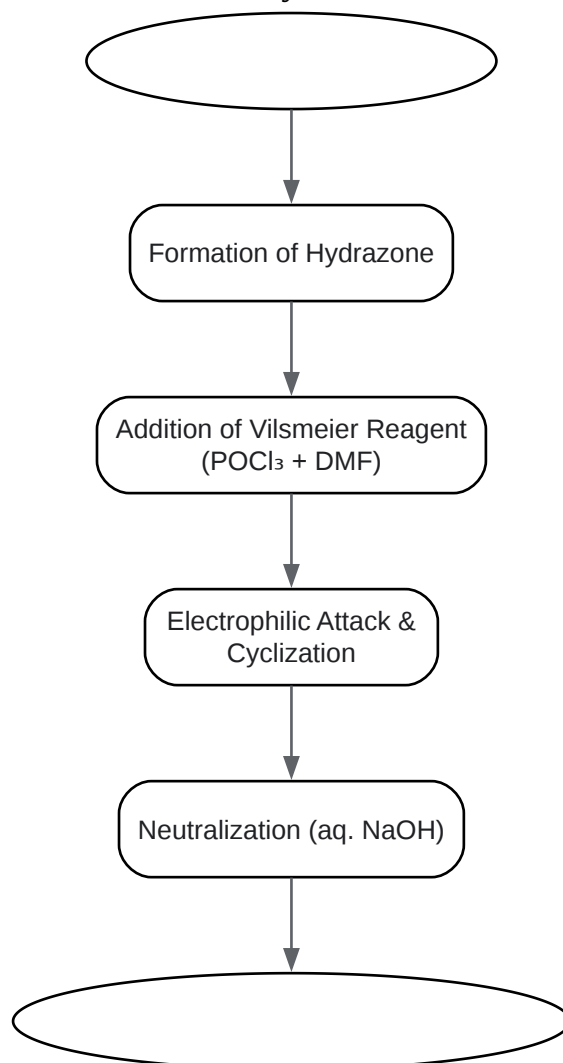 Formation of Hydrazone
Addition of Vilsmeier Reagent
(POCl₃ + DMF)
Electrophilic Attack &
Cyclization
Neutralization (aq. NaOH)